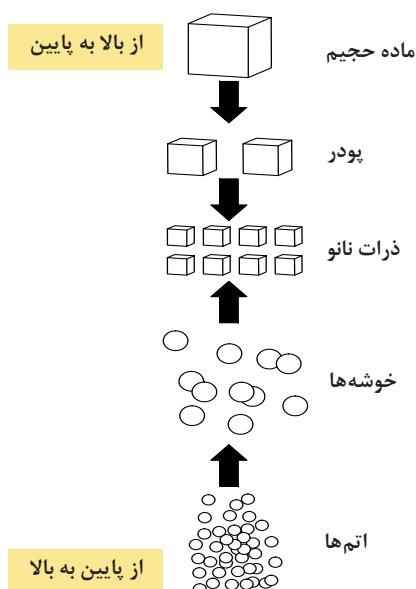 از بالا به پایین
ماده حجیم
پودر
ذرات نانو
خوشه‌ها
اتم‌ها
از پایین به بالا